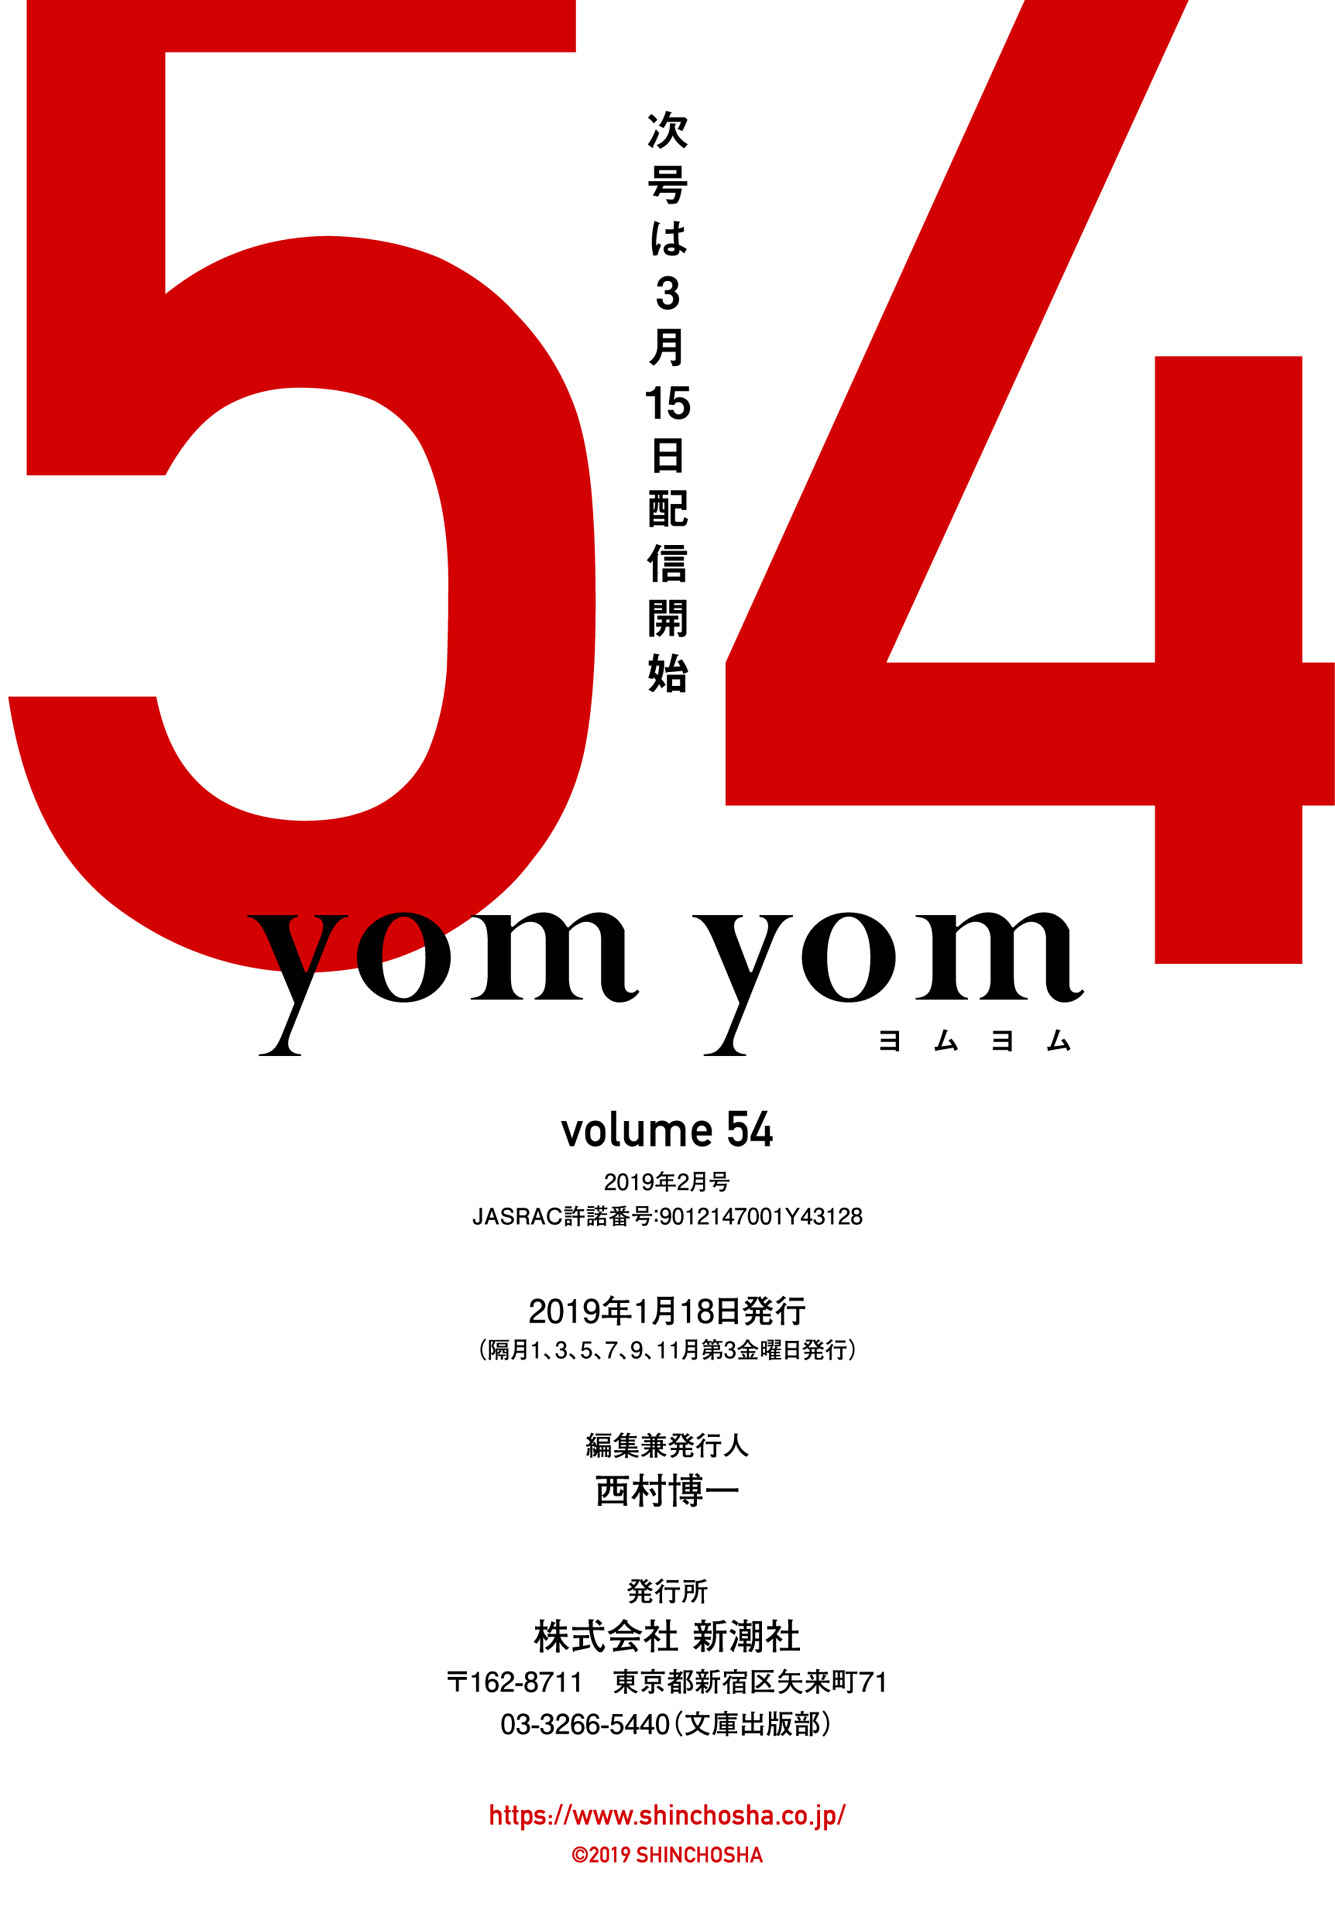 54
次号は3月15日配信開始
yom yom
ヨムヨム
volume 54
2019年2月号
JASRAC許諾番号:9012147001Y43128
2019年1月18日発行
(隔月1、3、5、7、9、11月第3金曜日発行)
編集兼発行人
西村博一
発行所
株式会社 新潮社
〒162-8711　東京都新宿区矢来町71
03-3266-5440(文庫出版部)
https://www.shinchosha.co.jp/
©2019 SHINCHOSHA